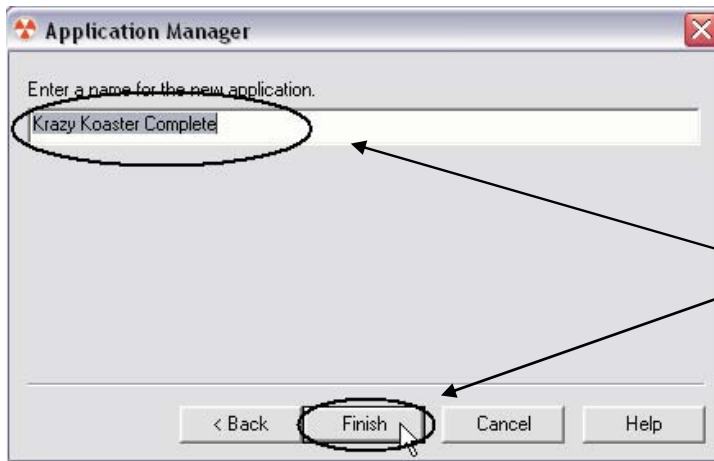 Application Manager
Enter a name for the new application.
Krazy Koaster Complete
< Back Finish Cancel Help